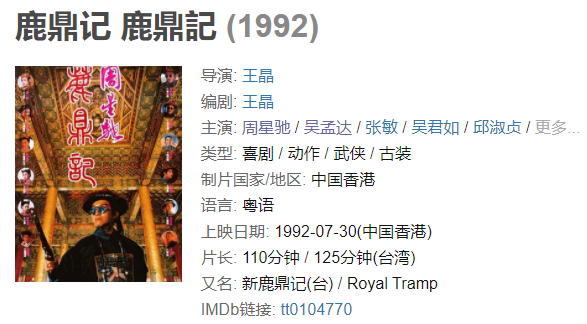 鹿鼎记 鹿鼎記 (1992)
周星馳
鹿鼎記
导演: 王晶
编剧: 王晶
主演: 周星驰 / 吴孟达 / 张敏 / 吴君如 / 邱淑贞 / 更多...
类型: 喜剧 / 动作 / 武侠 / 古装
制片国家/地区: 中国香港
语言: 粤语
上映日期: 1992-07-30(中国香港)
片长: 110分钟 / 125分钟(台湾)
又名: 新鹿鼎记(台) / Royal Tramp
IMDb链接: tt0104770